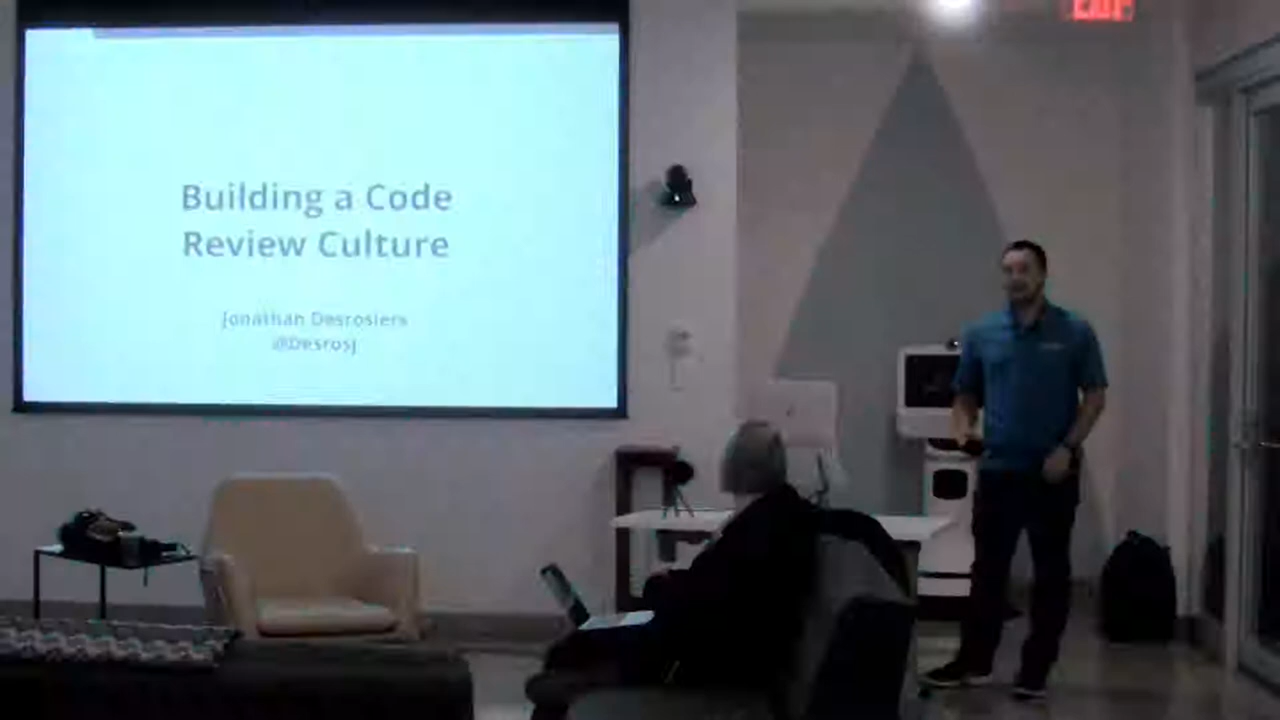 Building a Code
Review Culture
Jonathan Desrosiers
@Desrosj
EXIT